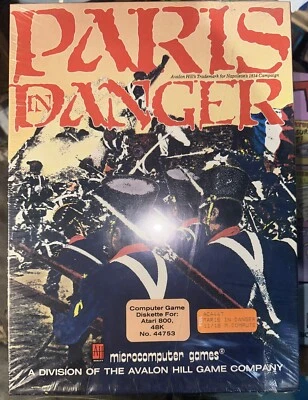 PARIS
Avalon Hill's Trademark for Napoleon's 1814 Campaign
IN DANGER
Computer Game
Diskette For:
Atari 800,
48K
No. 44753
PARIS IN DANGER
microcomputer games®
A DIVISION OF THE AVALON HILL GAME COMPANY